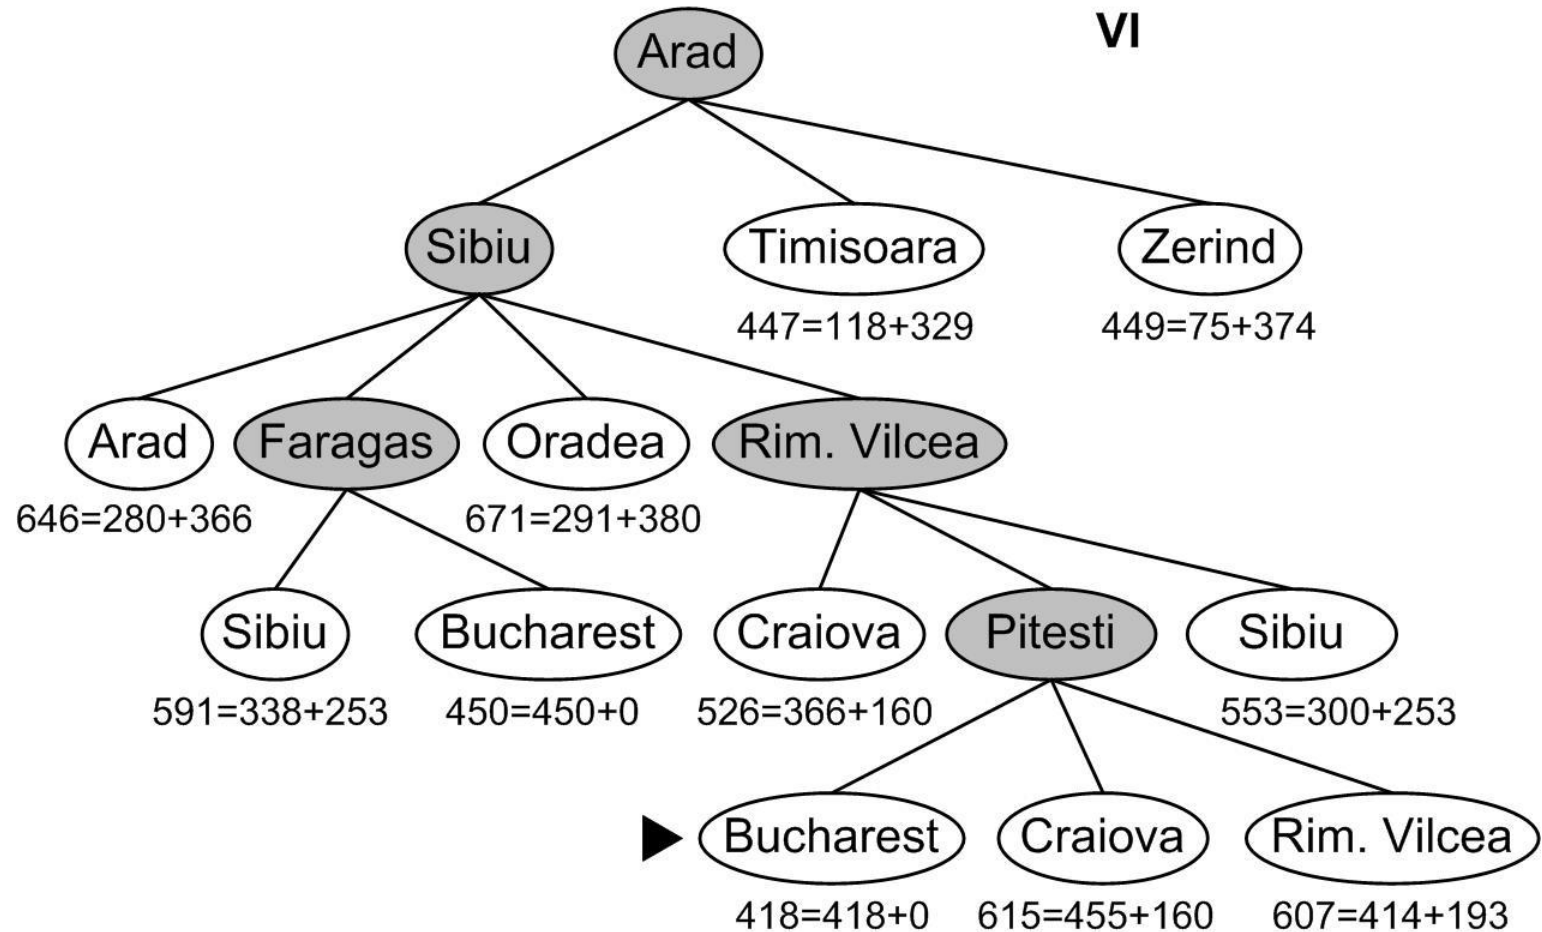 VI
Arad
Sibiu Timisoara Zerind
447=118+329 449=75+374
Arad Faragas Oradea Rim. Vilcea
646=280+366 671=291+380
Sibiu Bucharest Craiova Pitesti Sibiu
591=338+253 450=450+0 526=366+160 553=300+253
Bucharest Craiova Rim. Vilcea
418=418+0 615=455+160 607=414+193